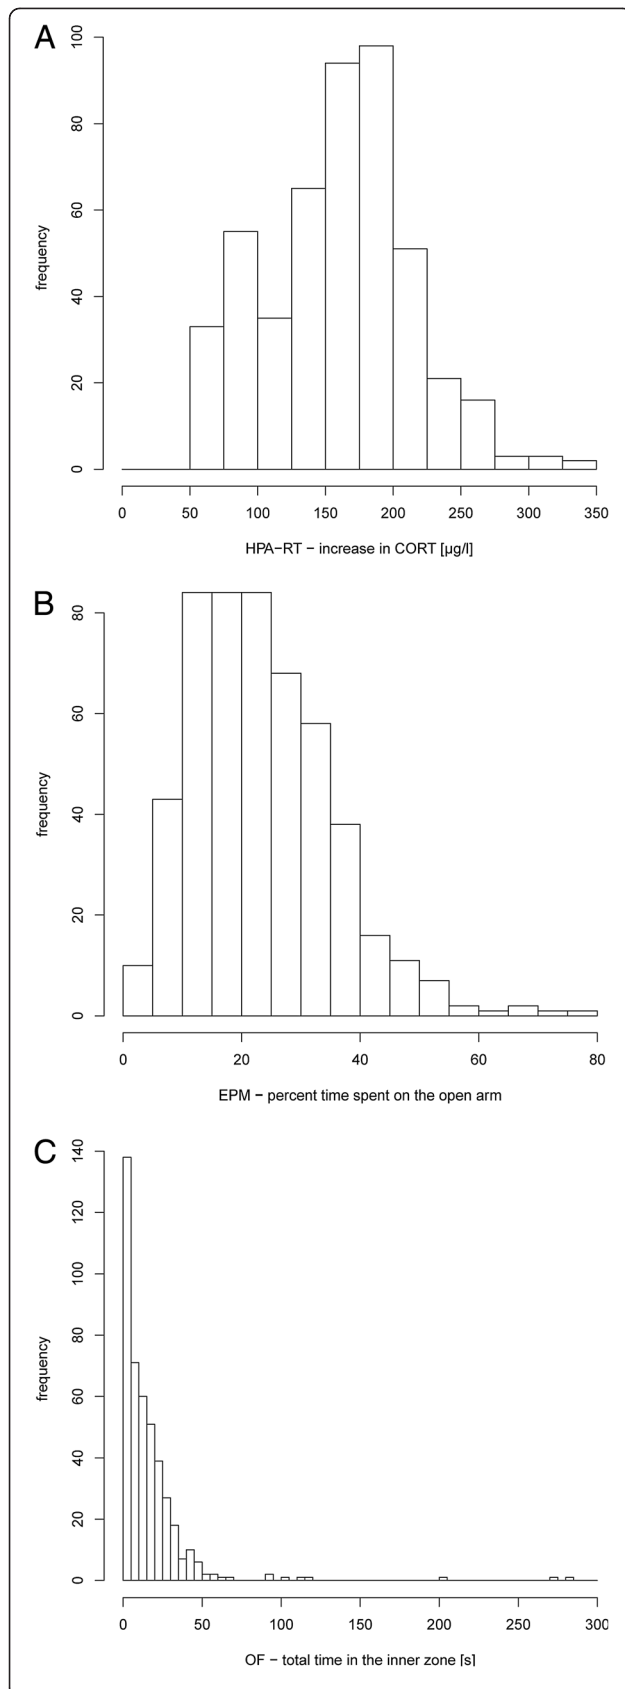 A
100
80
60
40
20
0
frequency
0 50 100 150 200 250 300 350
HPA−RT − increase in CORT [µg/l]
B
80
60
40
20
0
frequency
0 20 40 60 80
EPM − percent time spent on the open arm
C
140
120
100
80
60
40
20
0
frequency
0 50 100 150 200 250 300
OF − total time in the inner zone [s]